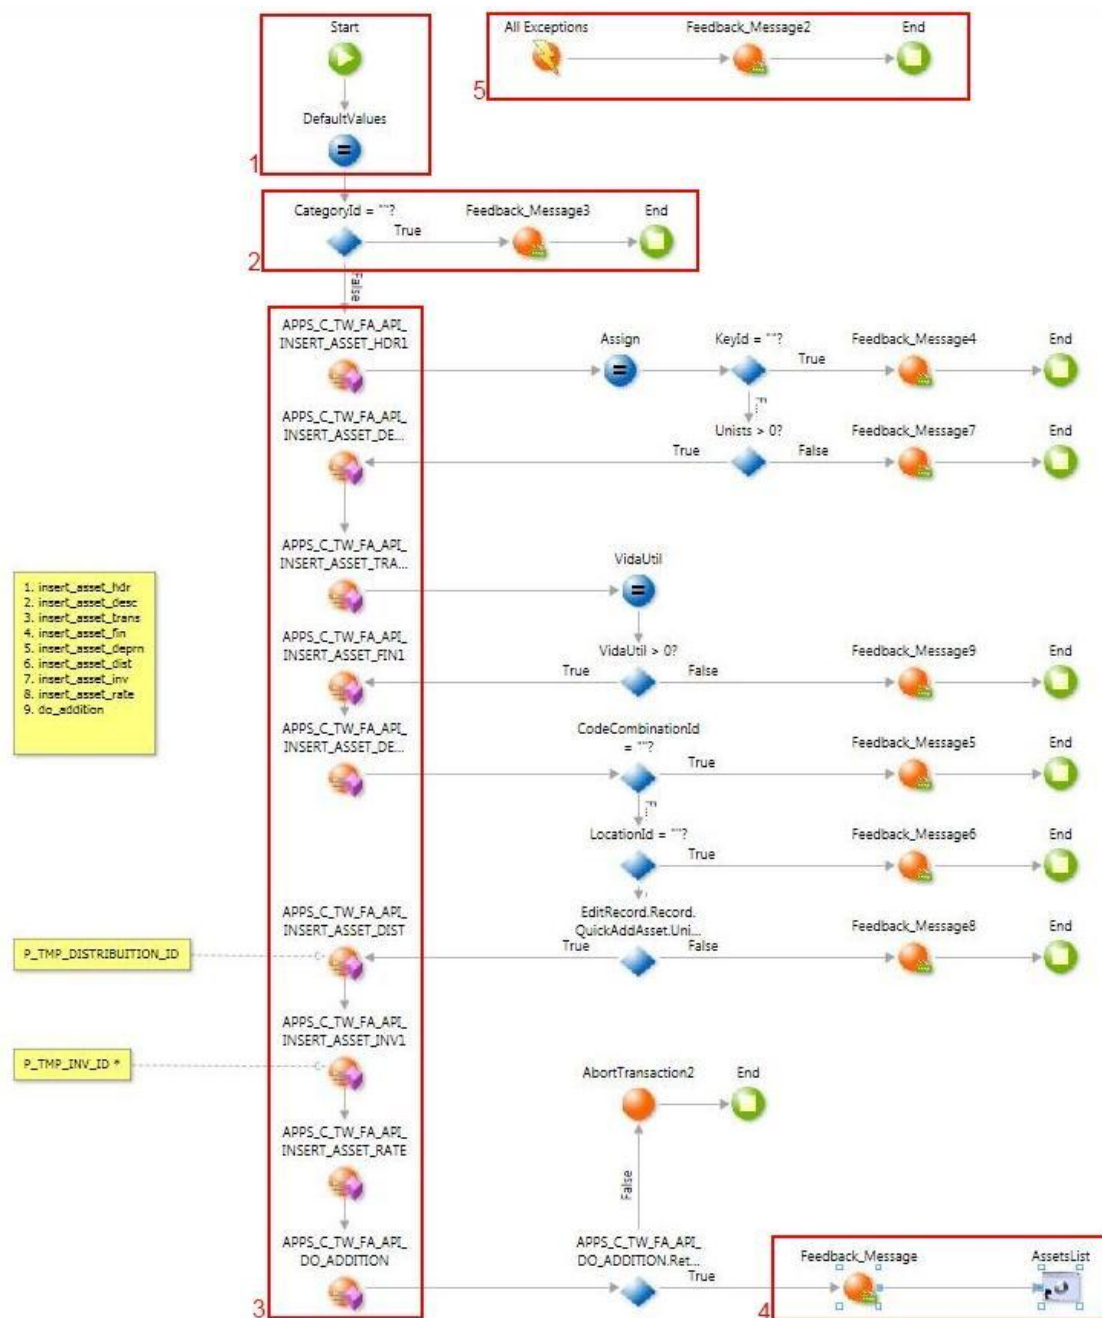 Start
All Exceptions
Feedback_Message2
End
5
DefaultValues
1
CategoryId = ""?
Feedback_Message3
End
True
2
False
APPS_C_TW_FA_API_
INSERT_ASSET_HDR1
Assign
KeyId = ""?
Feedback_Message4
End
True
F...
APPS_C_TW_FA_API_
INSERT_ASSET_DE...
Unists > 0?
Feedback_Message7
End
True
False
APPS_C_TW_FA_API_
INSERT_ASSET_TRA...
VidaUtil
1. insert_asset_hdr
2. insert_asset_desc
3. insert_asset_trans
4. insert_asset_fin
5. insert_asset_deprn
6. insert_asset_dist
7. insert_asset_inv
8. insert_asset_rate
9. do_addition
APPS_C_TW_FA_API_
INSERT_ASSET_FIN1
VidaUtil > 0?
Feedback_Message9
End
True
False
APPS_C_TW_FA_API_
INSERT_ASSET_DE...
CodeCombinationId
= ""?
Feedback_Message5
End
True
F...
LocationId = ""?
Feedback_Message6
End
True
APPS_C_TW_FA_API_
INSERT_ASSET_DIST
EditRecord.Record.
QuickAddAsset.Uni...
Feedback_Message8
End
True
False
P_TMP_DISTRIBUITION_ID
APPS_C_TW_FA_API_
INSERT_ASSET_INV1
P_TMP_INV_ID *
AbortTransaction2
End
APPS_C_TW_FA_API_
INSERT_ASSET_RATE
False
APPS_C_TW_FA_API_
DO_ADDITION
APPS_C_TW_FA_API_
DO_ADDITION.Ret...
True
Feedback_Message
AssetsList
3
4